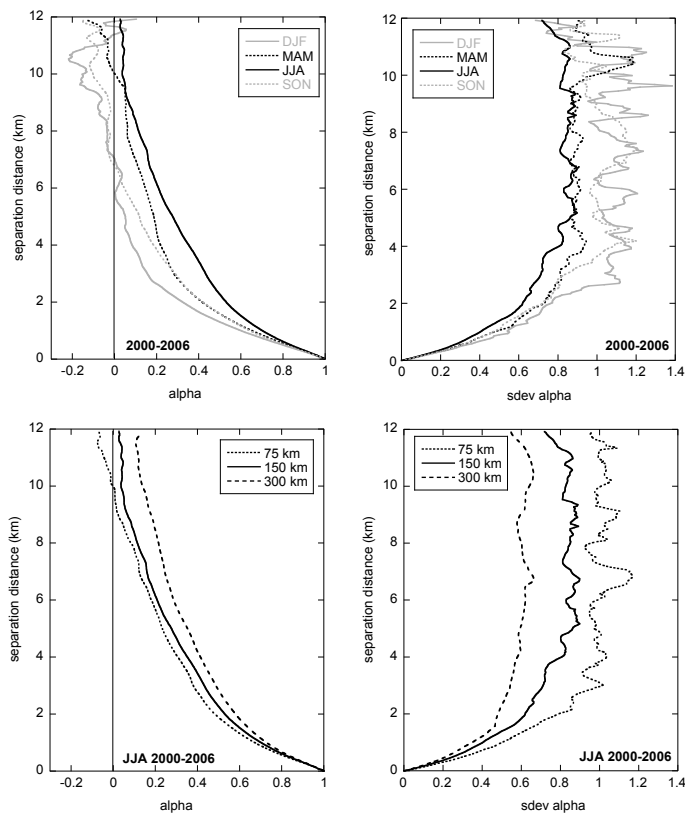 12
10
8
6
4
2
0
separation distance (km)
DJF
MAM
JJA
SON
2000-2006
-0.2 0 0.2 0.4 0.6 0.8 1
alpha
12
10
8
6
4
2
0
separation distance (km)
DJF
MAM
JJA
SON
2000-2006
0 0.2 0.4 0.6 0.8 1 1.2 1.4
sdev alpha
12
10
8
6
4
2
0
separation distance (km)
75 km
150 km
300 km
JJA 2000-2006
-0.2 0 0.2 0.4 0.6 0.8 1
alpha
12
10
8
6
4
2
0
separation distance (km)
75 km
150 km
300 km
JJA 2000-2006
0 0.2 0.4 0.6 0.8 1 1.2 1.4
sdev alpha